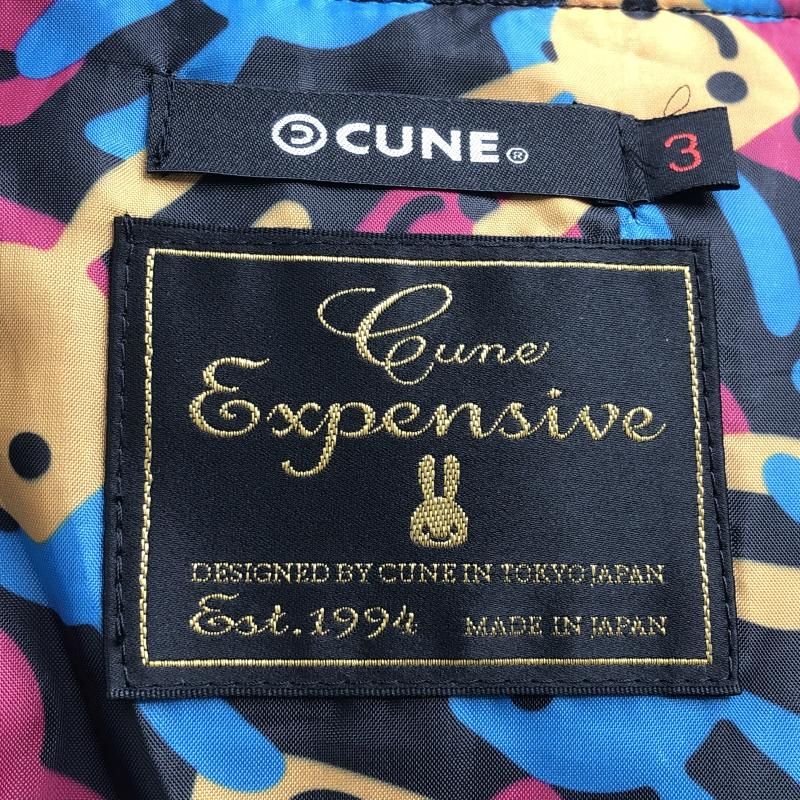 CUNE®
3
Cune
Expensive
DESIGNED BY CUNE IN TOKYO JAPAN
Est.1994 MADE IN JAPAN